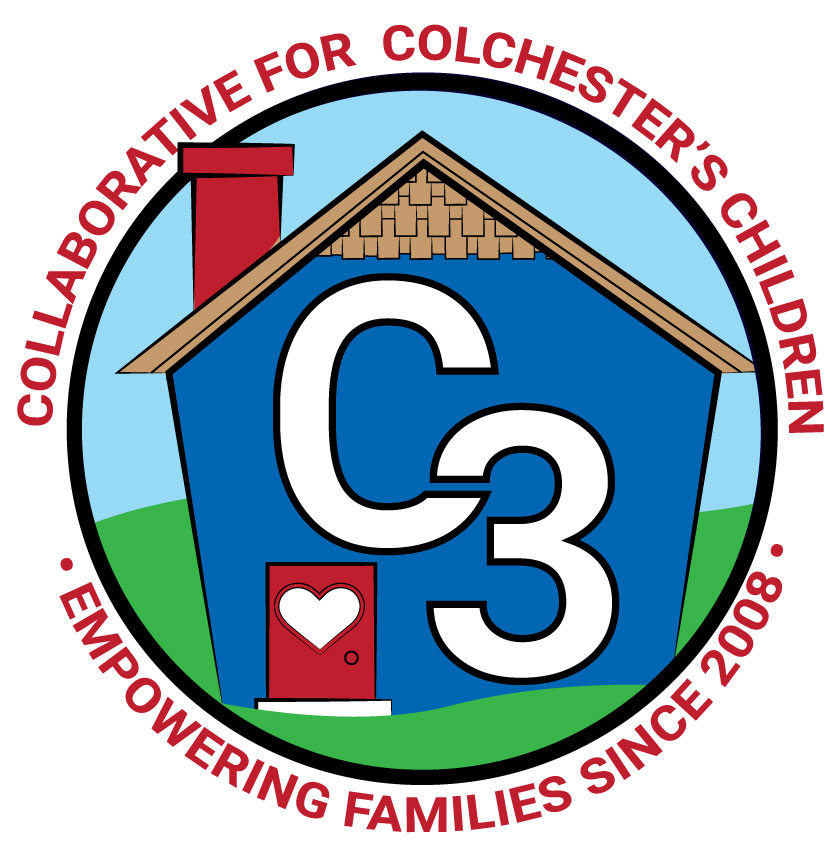 COLLABORATIVE FOR COLCHESTER'S CHILDREN
C3
• EMPOWERING FAMILIES SINCE 2008 •